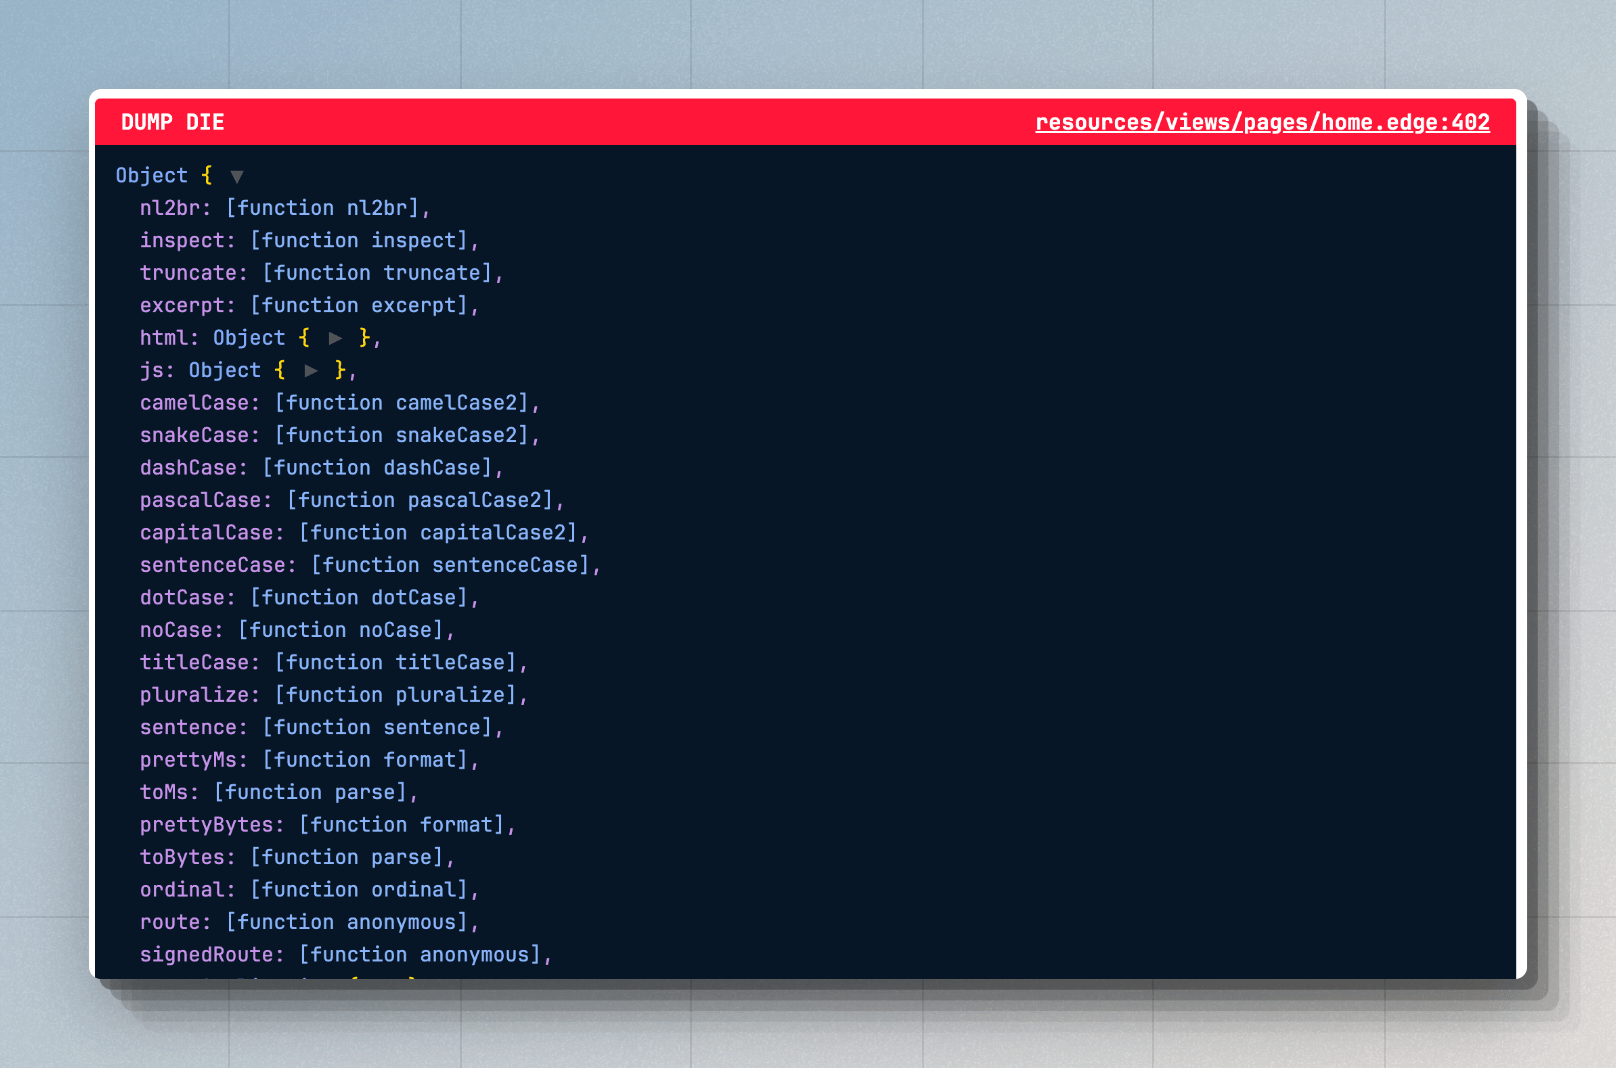 DUMP DIE
resources/views/pages/home.edge:402
Object { ▼
nl2br: [function nl2br],
inspect: [function inspect],
truncate: [function truncate],
excerpt: [function excerpt],
html: Object { ▶ },
js: Object { ▶ },
camelCase: [function camelCase2],
snakeCase: [function snakeCase2],
dashCase: [function dashCase],
pascalCase: [function pascalCase2],
capitalCase: [function capitalCase2],
sentenceCase: [function sentenceCase],
dotCase: [function dotCase],
noCase: [function noCase],
titleCase: [function titleCase],
pluralize: [function pluralize],
sentence: [function sentence],
prettyMs: [function format],
toMs: [function parse],
prettyBytes: [function format],
toBytes: [function parse],
ordinal: [function ordinal],
route: [function anonymous],
signedRoute: [function anonymous],